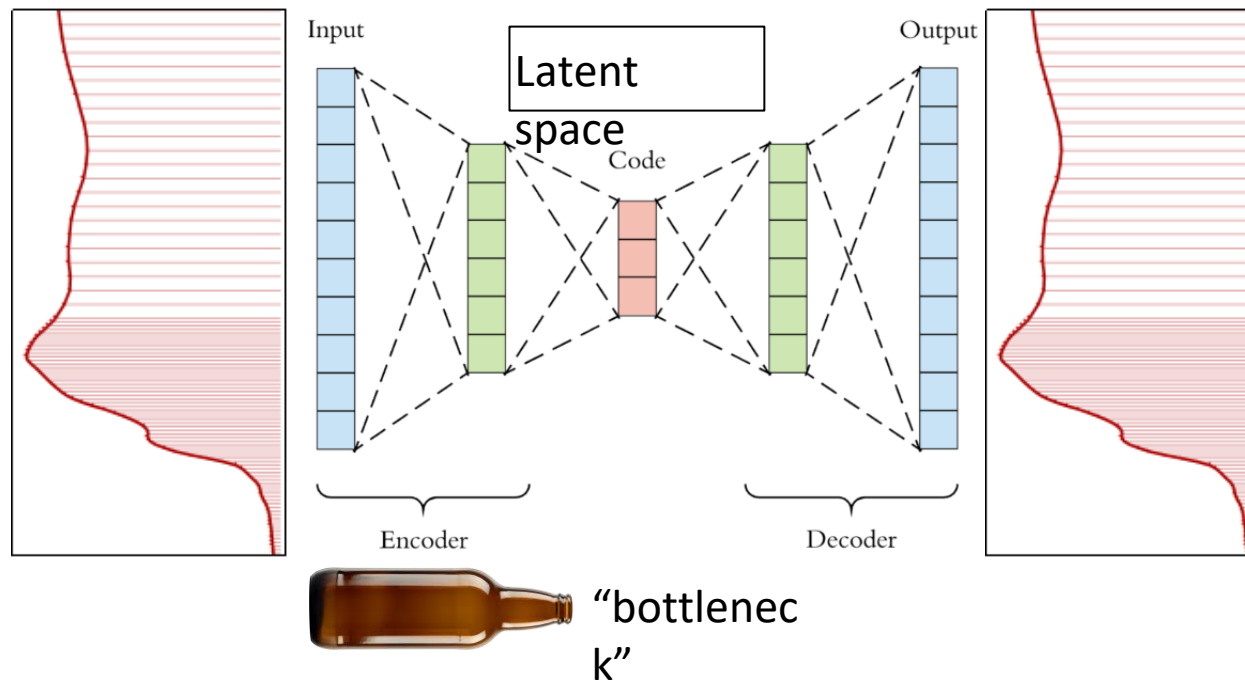 Input
Output
Latent
space
Code
Encoder
Decoder
“bottlenec
k”